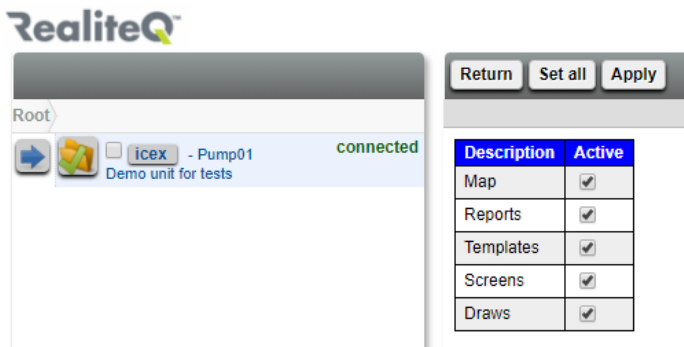 RealiteQ™
Root
icex - Pump01 connected
Demo unit for tests
Return Set all Apply
Description Active
Map
Reports
Templates
Screens
Draws